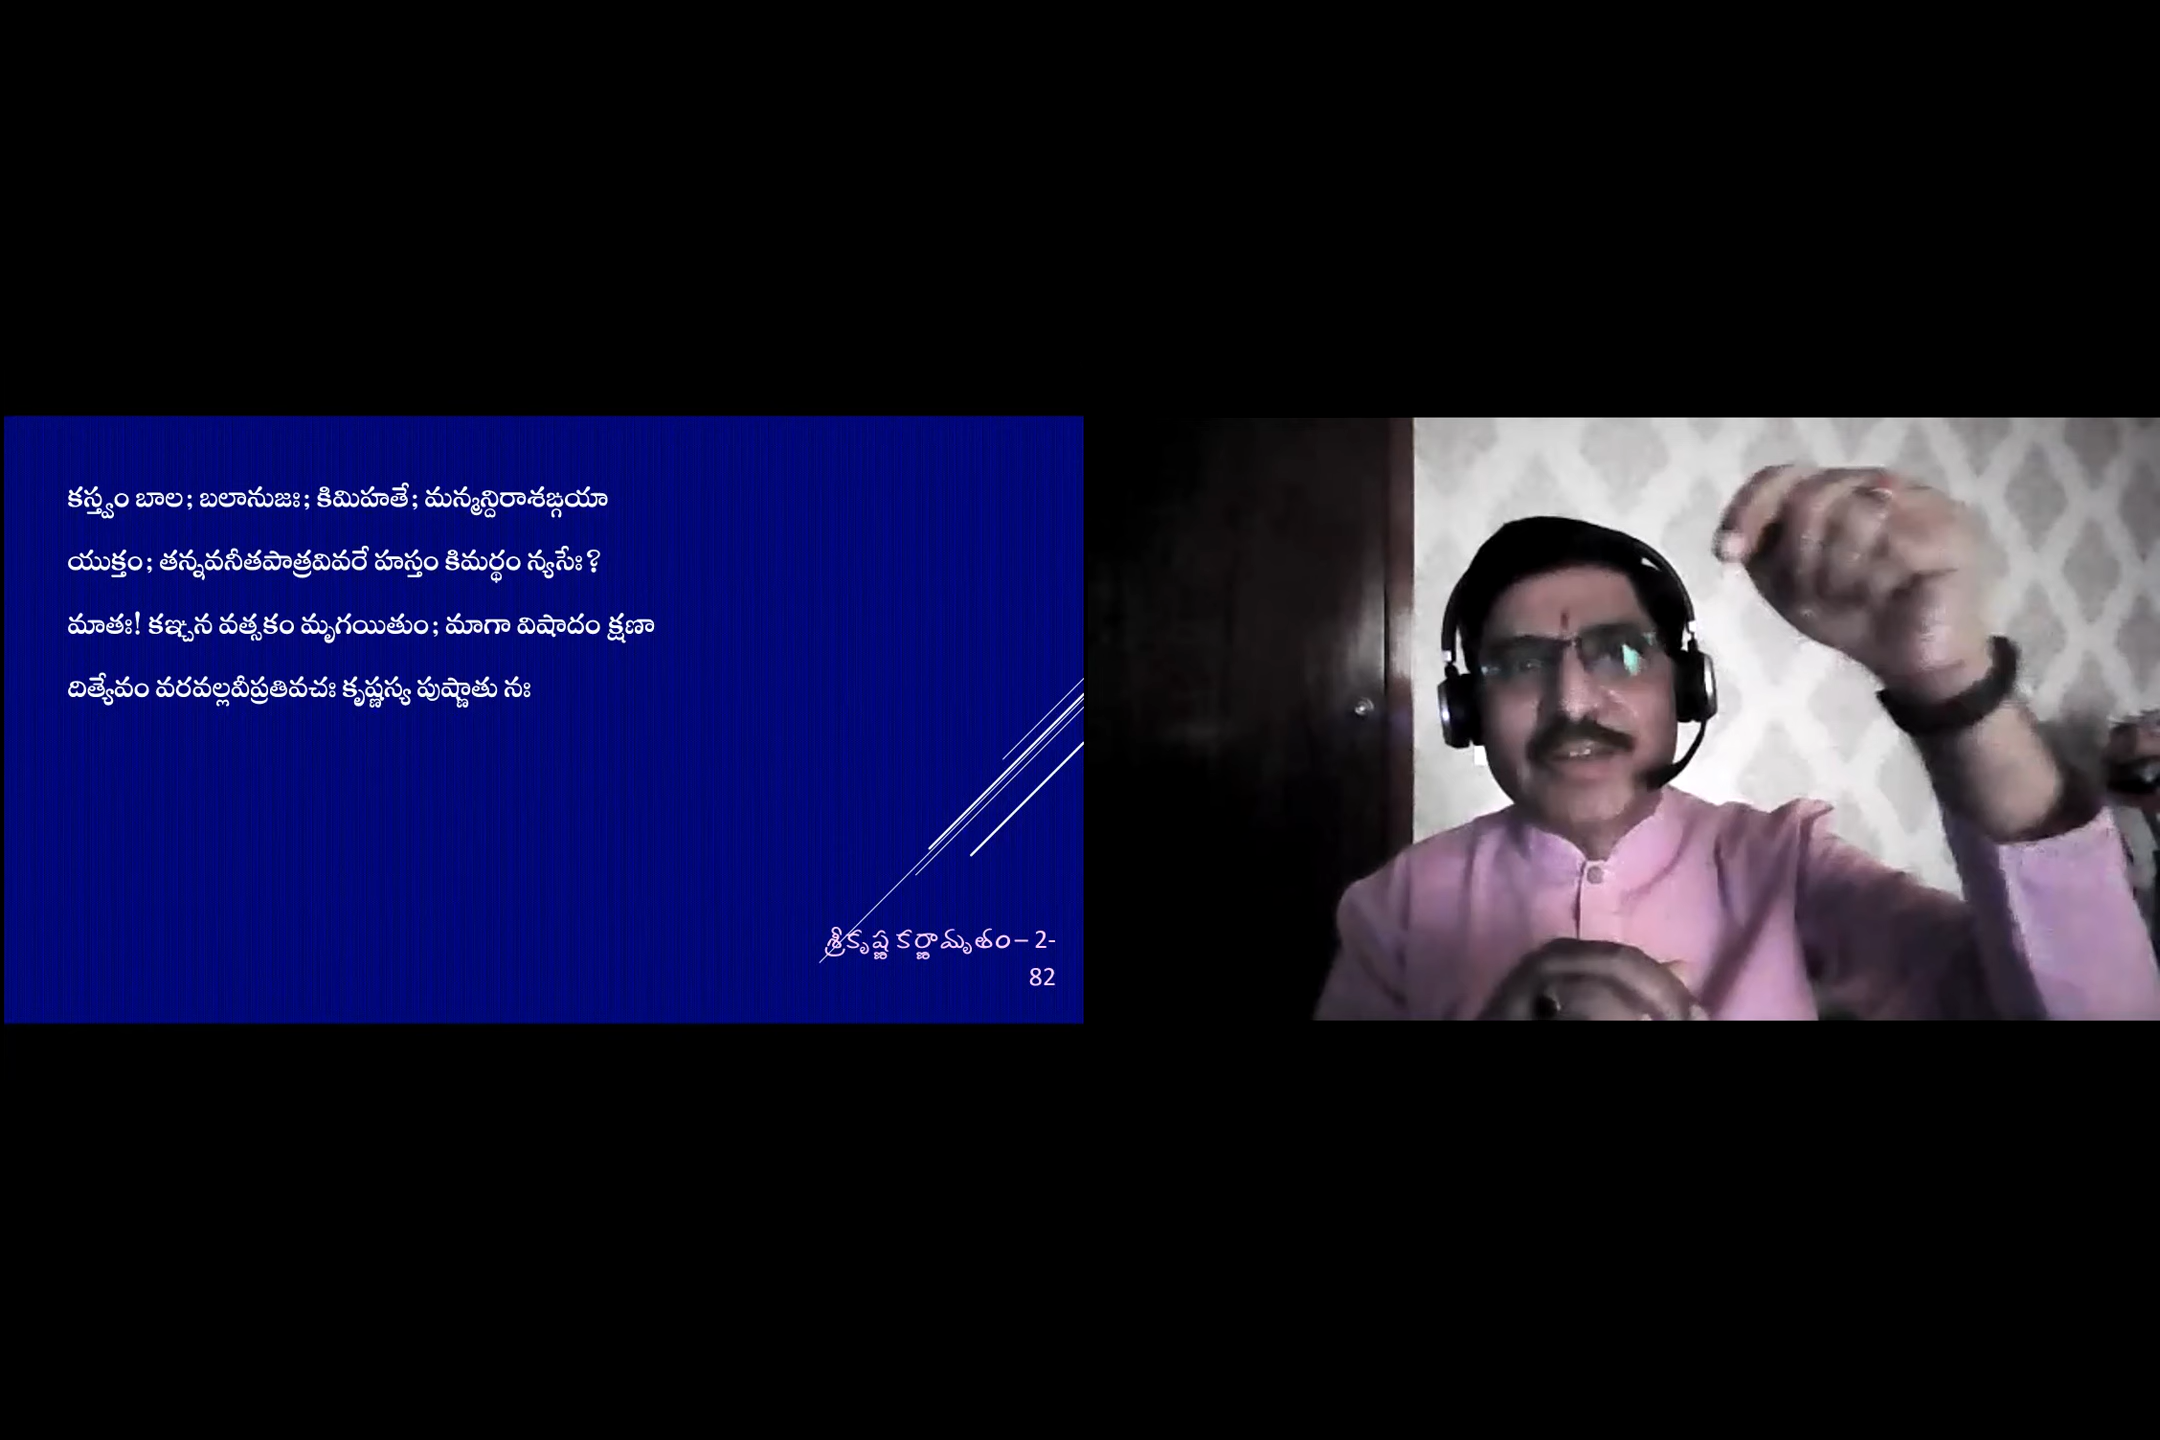 కస్త్వం బాల; బలానుజః; కిమిహతే; మన్మన్దిరాశఙ్గయా
యుక్తం; తన్నవనీతపాత్రవివరే హస్తం కిమర్థం న్యసేః?
మాతః! కఞ్చన వత్సకం మృగయితుం; మాగా విషాదం క్షణా
దిత్యేవం వరవల్లవీప్రతివచః కృష్ణస్య పుష్ణాతు నః
శ్రీకృష్ణ కర్ణామృతం – 2-
82